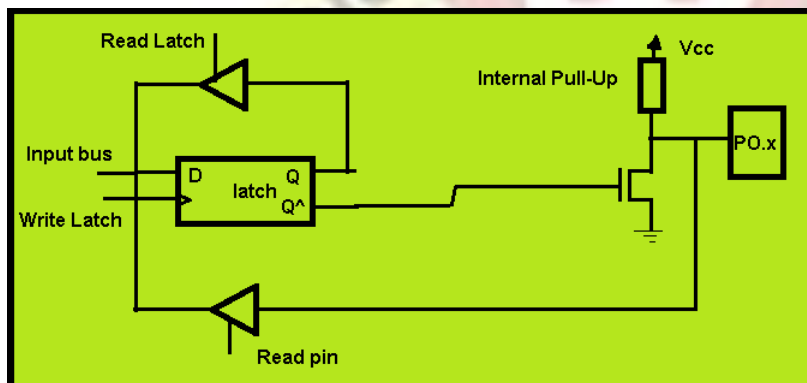 Read Latch
Vcc
Internal Pull-Up
Input bus
D
Q
PO.x
latch
Q^
Write Latch
Read pin